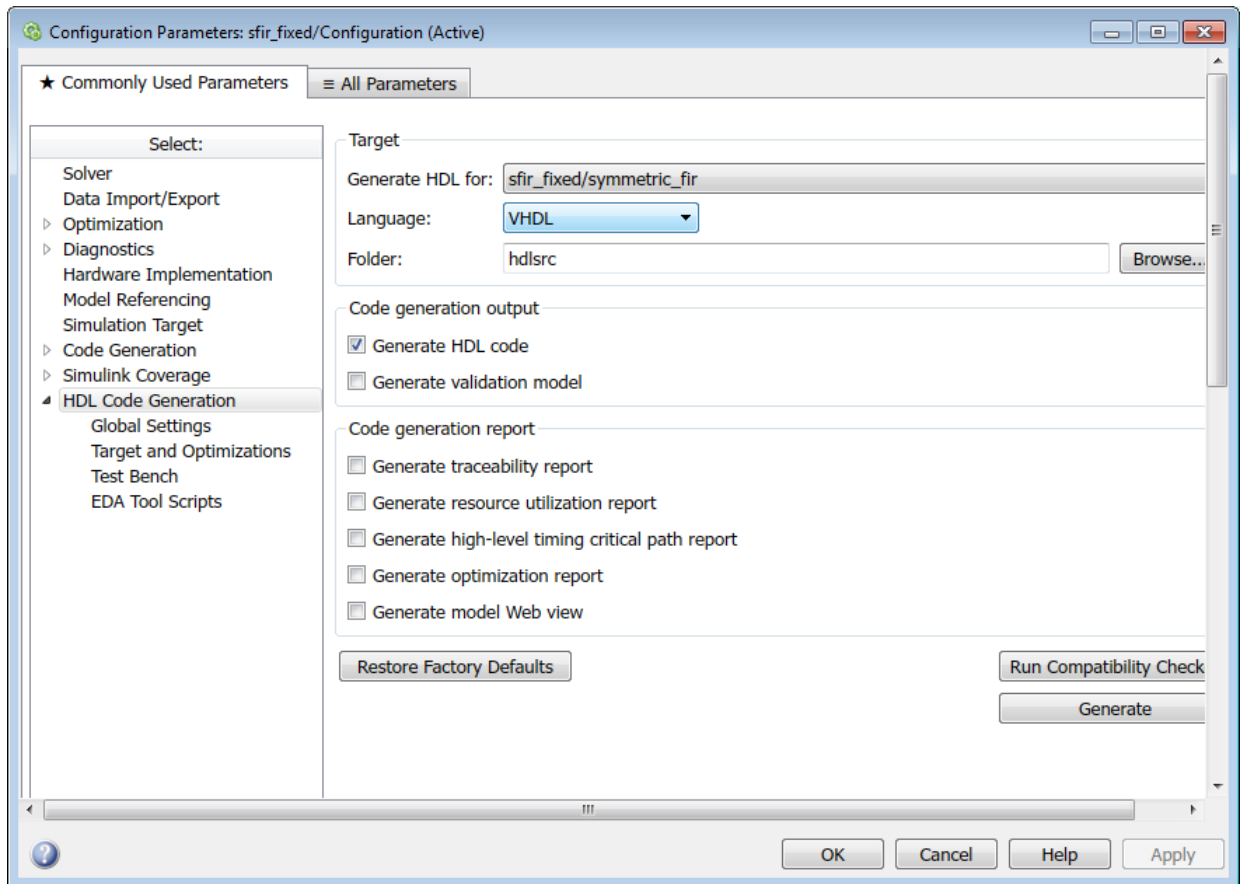 Configuration Parameters: sfir_fixed/Configuration (Active)
★ Commonly Used Parameters
≡ All Parameters
Select:
Solver
Data Import/Export
Optimization
Diagnostics
Hardware Implementation
Model Referencing
Simulation Target
Code Generation
Simulink Coverage
HDL Code Generation
Global Settings
Target and Optimizations
Test Bench
EDA Tool Scripts
Target
Generate HDL for: sfir_fixed/symmetric_fir
Language: VHDL
Folder: hdlsrc Browse...
Code generation output
Generate HDL code
Generate validation model
Code generation report
Generate traceability report
Generate resource utilization report
Generate high-level timing critical path report
Generate optimization report
Generate model Web view
Restore Factory Defaults Run Compatibility Check
Generate
OK Cancel Help Apply